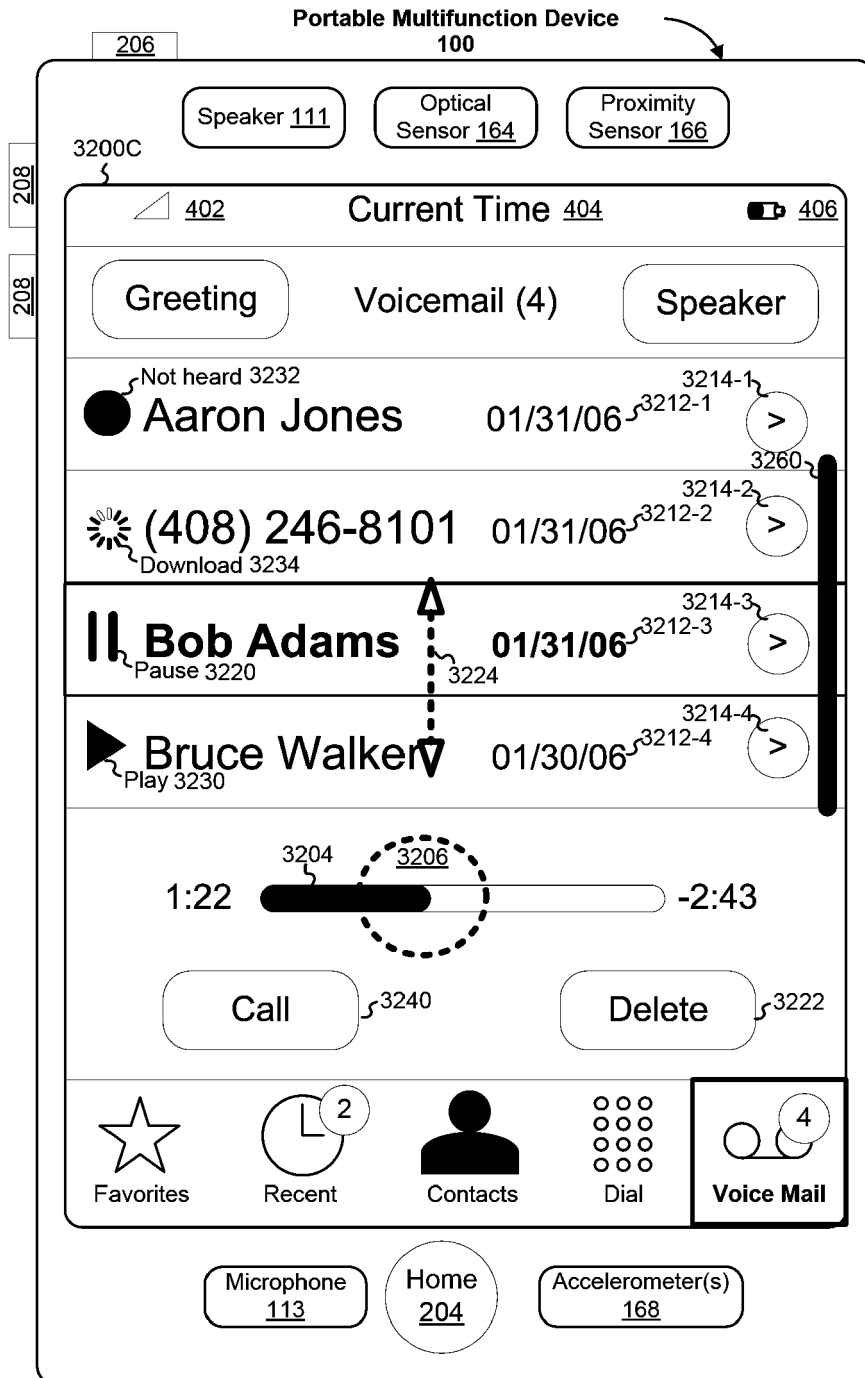 Portable Multifunction Device
100
206
Speaker 111
Optical
Sensor 164
Proximity
Sensor 166
3200C
208
208
402
Current Time 404
406
Greeting
Voicemail (4)
Speaker
Not heard 3232
Aaron Jones
01/31/06
3212-1
3214-1
>
3260
(408) 246-8101
Download 3234
01/31/06
3212-2
3214-2
>
Bob Adams
Pause 3220
3224
01/31/06
3212-3
3214-3
>
Bruce Walker
Play 3230
01/30/06
3212-4
3214-4
>
3204
3206
1:22
-2:43
Call
3240
Delete
3222
Favorites
2
Recent
Contacts
Dial
4
Voice Mail
Microphone
113
Home
204
Accelerometer(s)
168